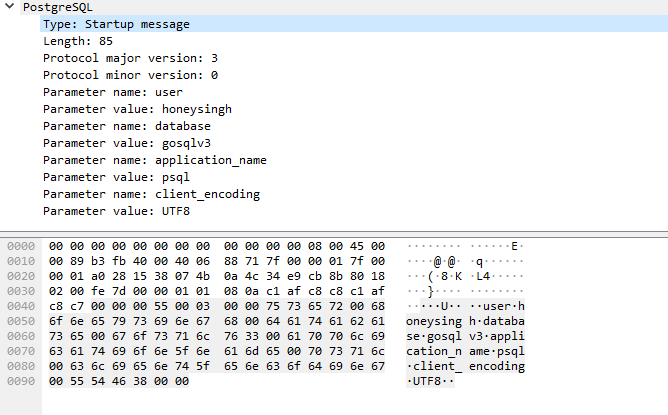 PostgreSQL
Type: Startup message
Length: 85
Protocol major version: 3
Protocol minor version: 0
Parameter name: user
Parameter value: honeysingh
Parameter name: database
Parameter value: gosqlv3
Parameter name: application_name
Parameter value: psql
Parameter name: client_encoding
Parameter value: UTF8
0000 00 00 00 00 00 00 00 00 00 00 00 00 08 00 45 00 ········ ······E·
0010 00 89 b3 fb 40 00 40 06 88 71 7f 00 00 01 7f 00 ····@·@· ·q······
0020 00 01 a0 28 15 38 07 4b 0a 4c 34 e9 cb 8b 80 18 ···(·8·K ·L4·····
0030 02 00 fe 7d 00 00 01 01 08 0a c1 af c8 c8 c1 af ···}···· ········
0040 c8 c7 00 00 00 55 00 03 00 00 75 73 65 72 00 68 ·····U·· ··user·h
0050 6f 6e 65 79 73 69 6e 67 68 00 64 61 74 61 62 61 oneysing h·databa
0060 73 65 00 67 6f 73 71 6c 76 33 00 61 70 70 6c 69 se·gosql v3·appli
0070 63 61 74 69 6f 6e 5f 6e 61 6d 65 00 70 73 71 6c cation_n ame·psql
0080 00 63 6c 69 65 6e 74 5f 65 6e 63 6f 64 69 6e 67 ·client_ encoding
0090 00 55 54 46 38 00 00 ·UTF8··